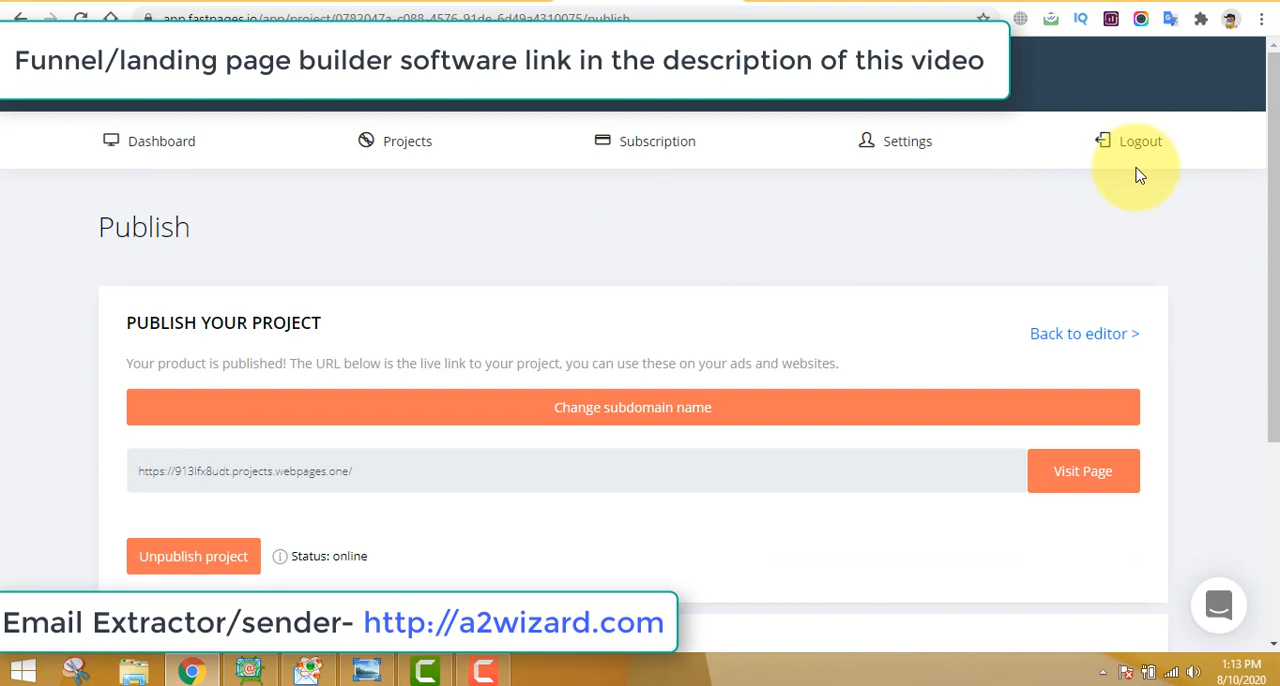 app.fastpages.io/app/project/0782047a-c088-4576-91de-6d49a4310075/publish
Funnel/landing page builder software link in the description of this video
Dashboard Projects Subscription Settings Logout
Publish
PUBLISH YOUR PROJECT
Back to editor >
Your product is published! The URL below is the live link to your project, you can use these on your ads and websites.
Change subdomain name
https://913lfx8udt.projects.webpages.one/ Visit Page
Unpublish project Status: online
Email Extractor/sender- http://a2wizard.com
1:13 PM
8/10/2020